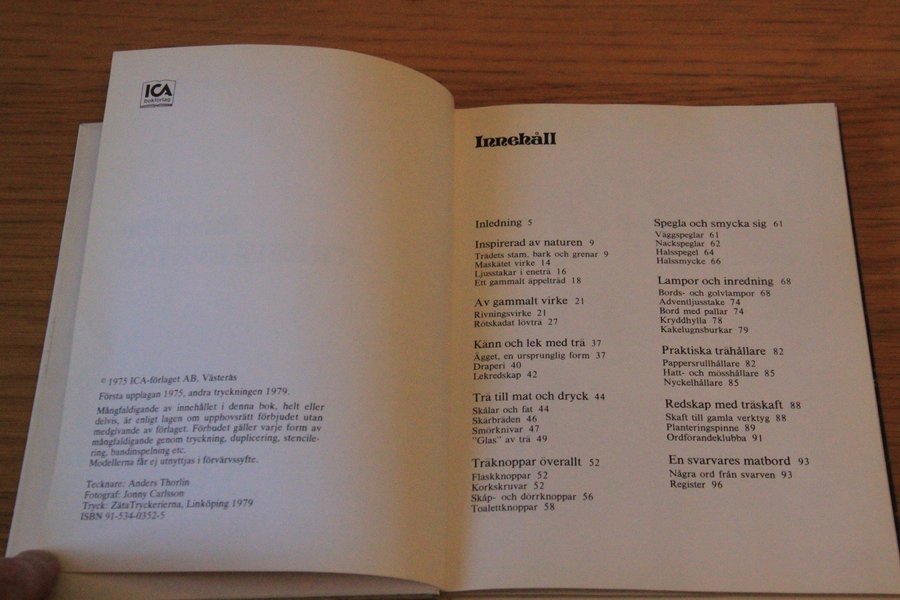 ICA
bokförlag
© 1975 ICA-förlaget AB, Västerås
Första upplagan 1975, andra tryckningen 1979.
Mångfaldigande av innehållet i denna bok, helt eller
delvis, är enligt lagen om upphovsrätt förbjudet utan
medgivande av förlaget. Förbudet gäller varje form av
mångfaldigande genom tryckning, duplicering, stencile-
ring, bandinspelning etc.
Modellerna får ej utnyttjas i förvärvssyfte.
Tecknare: Anders Thorlin
Fotograf: Jonny Carlsson
Tryck: ZätaTryckerierna, Linköping 1979
ISBN 91-534-0352-5
Innehåll
Inledning 5
Inspirerad av naturen 9
Trädets stam, bark och grenar 9
Maskätet virke 14
Ljusstakar i eneträ 16
Ett gammalt äppelträd 18
Av gammalt virke 21
Rivningsvirke 21
Rötskadat lövträ 27
Känn och lek med trä 37
Ägget, en ursprunglig form 37
Draperi 40
Lekredskap 42
Trä till mat och dryck 44
Skålar och fat 44
Skärbräden 46
Smörknivar 47
"Glas" av trä 49
Träknoppar överallt 52
Flaskknoppar 52
Korkskruvar 52
Skåp- och dörrknoppar 56
Toalettknoppar 58
Spegla och smycka sig 61
Väggspeglar 61
Nackspeglar 62
Halsspegel 64
Halssmycke 66
Lampor och inredning 68
Bords- och golvlampor 68
Adventljusstake 74
Bord med pallar 74
Kryddhylla 78
Kakelugnsburkar 79
Praktiska trähållare 82
Pappersrullhållare 82
Hatt- och mösshållare 85
Nyckelhållare 85
Redskap med träskaft 88
Skaft till gamla verktyg 88
Planteringspinne 89
Ordförandeklubba 91
En svarvares matbord 93
Några ord från svarven 93
Register 96